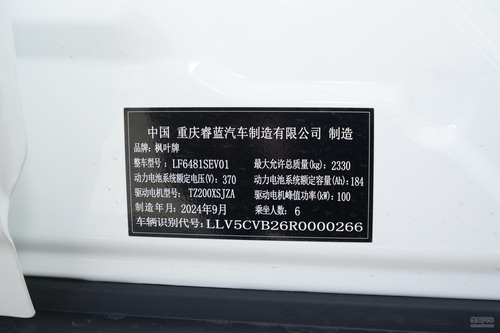 中国 重庆睿蓝汽车制造有限公司 制造
品牌: 枫叶牌
整车型号: LF6481SEV01 最大允许总质量(kg): 2330
动力电池系统额定电压(V): 370 动力电池系统额定容量(Ah): 184
驱动电机型号: TZ200XSJZA 驱动电机峰值功率(kW): 100
制造年月: 2024年9月 乘坐人数: 6
车辆识别代号: LLV5CVB26R0000266